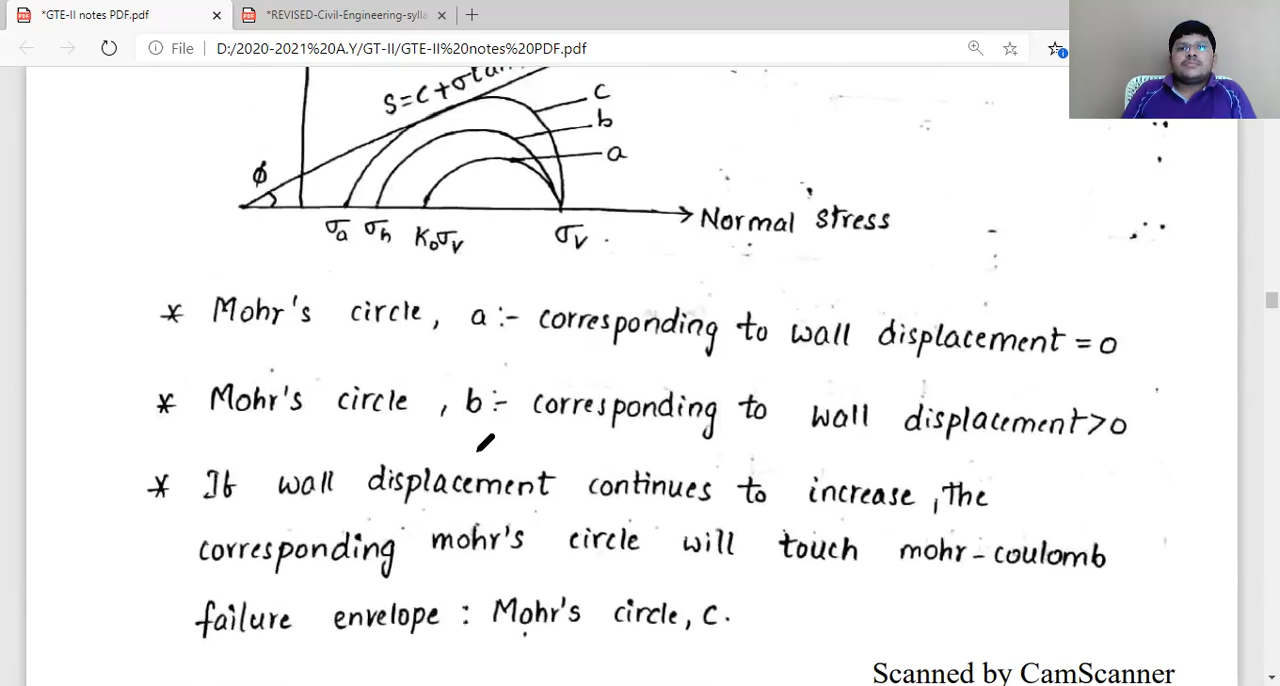 *GTE-II notes PDF.pdf
*REVISED-Civil-Engineering-sylla
File
D:/2020-2021%20A.Y/GT-II/GTE-II%20notes%20PDF.pdf
S=C+σtan
c
b
a
ϕ
σa σh K₀σv σv
Normal stress
* Mohr's circle, a:- corresponding to wall displacement = 0
* Mohr's circle, b:- corresponding to wall displacement>0
* If wall displacement continues to increase, the
corresponding mohr's circle will touch mohr-coulomb
failure envelope : Mohr's circle, C.
Scanned by CamScanner